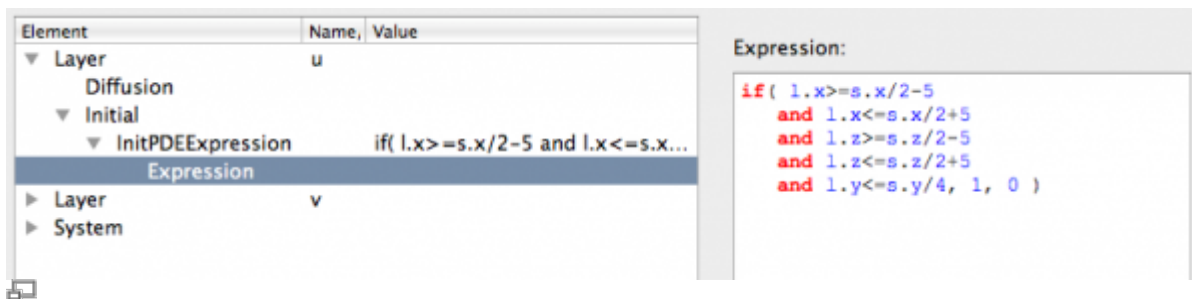 Element Name, Value
Layer u
Diffusion
Initial
InitPDEExpression if( l.x>=s.x/2-5 and l.x<=s.x...
Expression
Layer v
System
Expression:
if( l.x>=s.x/2-5
and l.x<=s.x/2+5
and l.z>=s.z/2-5
and l.z<=s.z/2+5
and l.y<=s.y/4, 1, 0 )